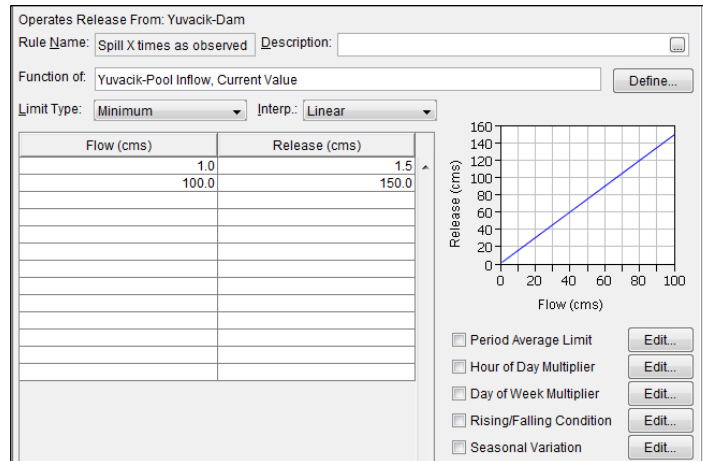 Operates Release From: Yuvacik-Dam
Rule Name: Spill X times as observed Description: ...
Function of: Yuvacik-Pool Inflow, Current Value Define...
Limit Type: Minimum Interp.: Linear
Flow (cms) Release (cms)
1.0 1.5
100.0 150.0
160
140
120
100
80
60
40
20
0
Release (cms)
0 20 40 60 80 100
Flow (cms)
Period Average Limit Edit...
Hour of Day Multiplier Edit...
Day of Week Multiplier Edit...
Rising/Falling Condition Edit...
Seasonal Variation Edit...